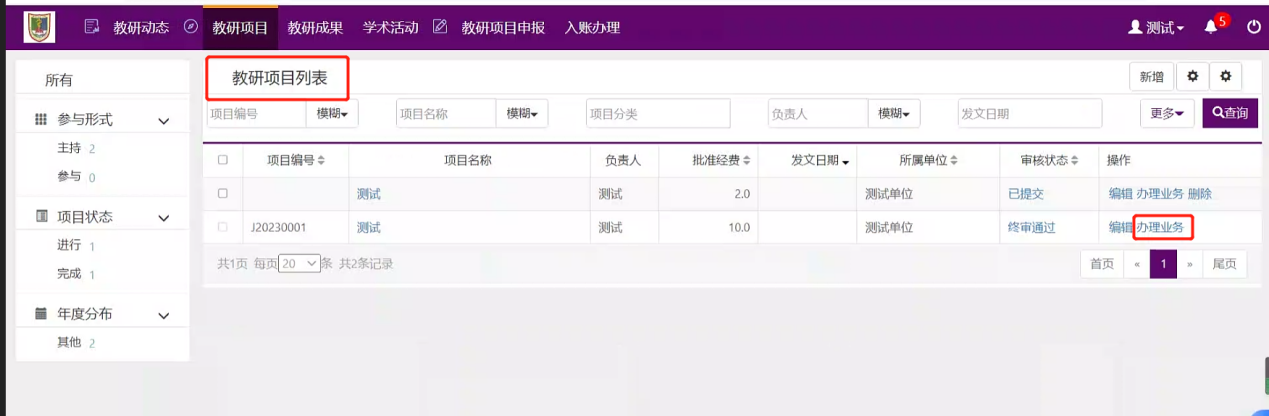 教研动态 教研项目 教研成果 学术活动 教研项目申报 入账办理 测试 5
所有
参与形式
主持 2
参与 0
项目状态
进行 1
完成 1
年度分布
其他 2
教研项目列表 新增
项目编号 模糊 项目名称 模糊 项目分类 负责人 模糊 发文日期 更多 查询
项目编号 项目名称 负责人 批准经费 发文日期 所属单位 审核状态 操作
测试 测试 2.0 测试单位 已提交 编辑 办理业务 删除
J20230001 测试 测试 10.0 测试单位 终审通过 编辑 办理业务
共1页 每页 20 条 共2条记录 首页 « 1 » 尾页